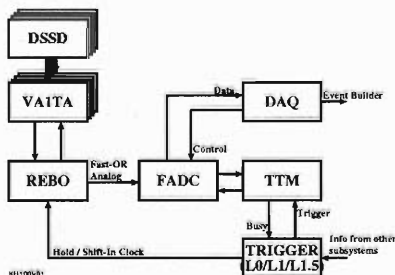 DSSD
VA1TA
Data
DAQ
Event Builder
Control
REBO
Fast-OR
Analog
FADC
TTM
Busy
Trigger
Hold / Shift-In Clock
TRIGGER
(L0/L1/L1.5)
Info from other
subsystems